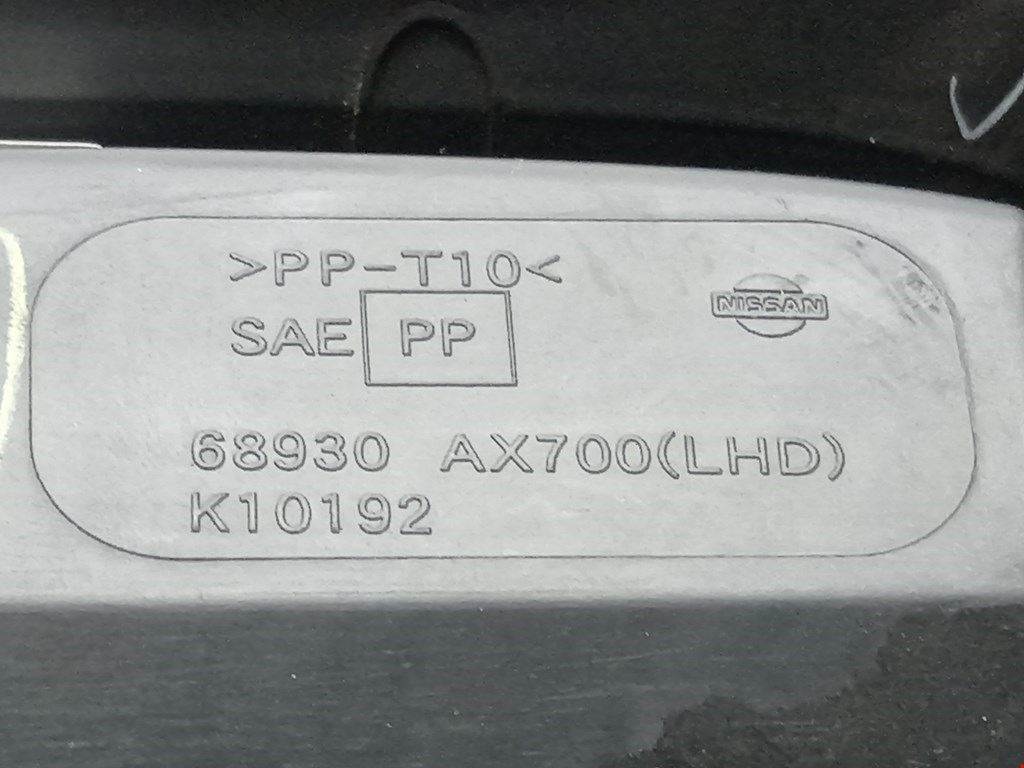 >PP-T10<
NISSAN
SAE PP
68930 AX700(LHD)
K10192